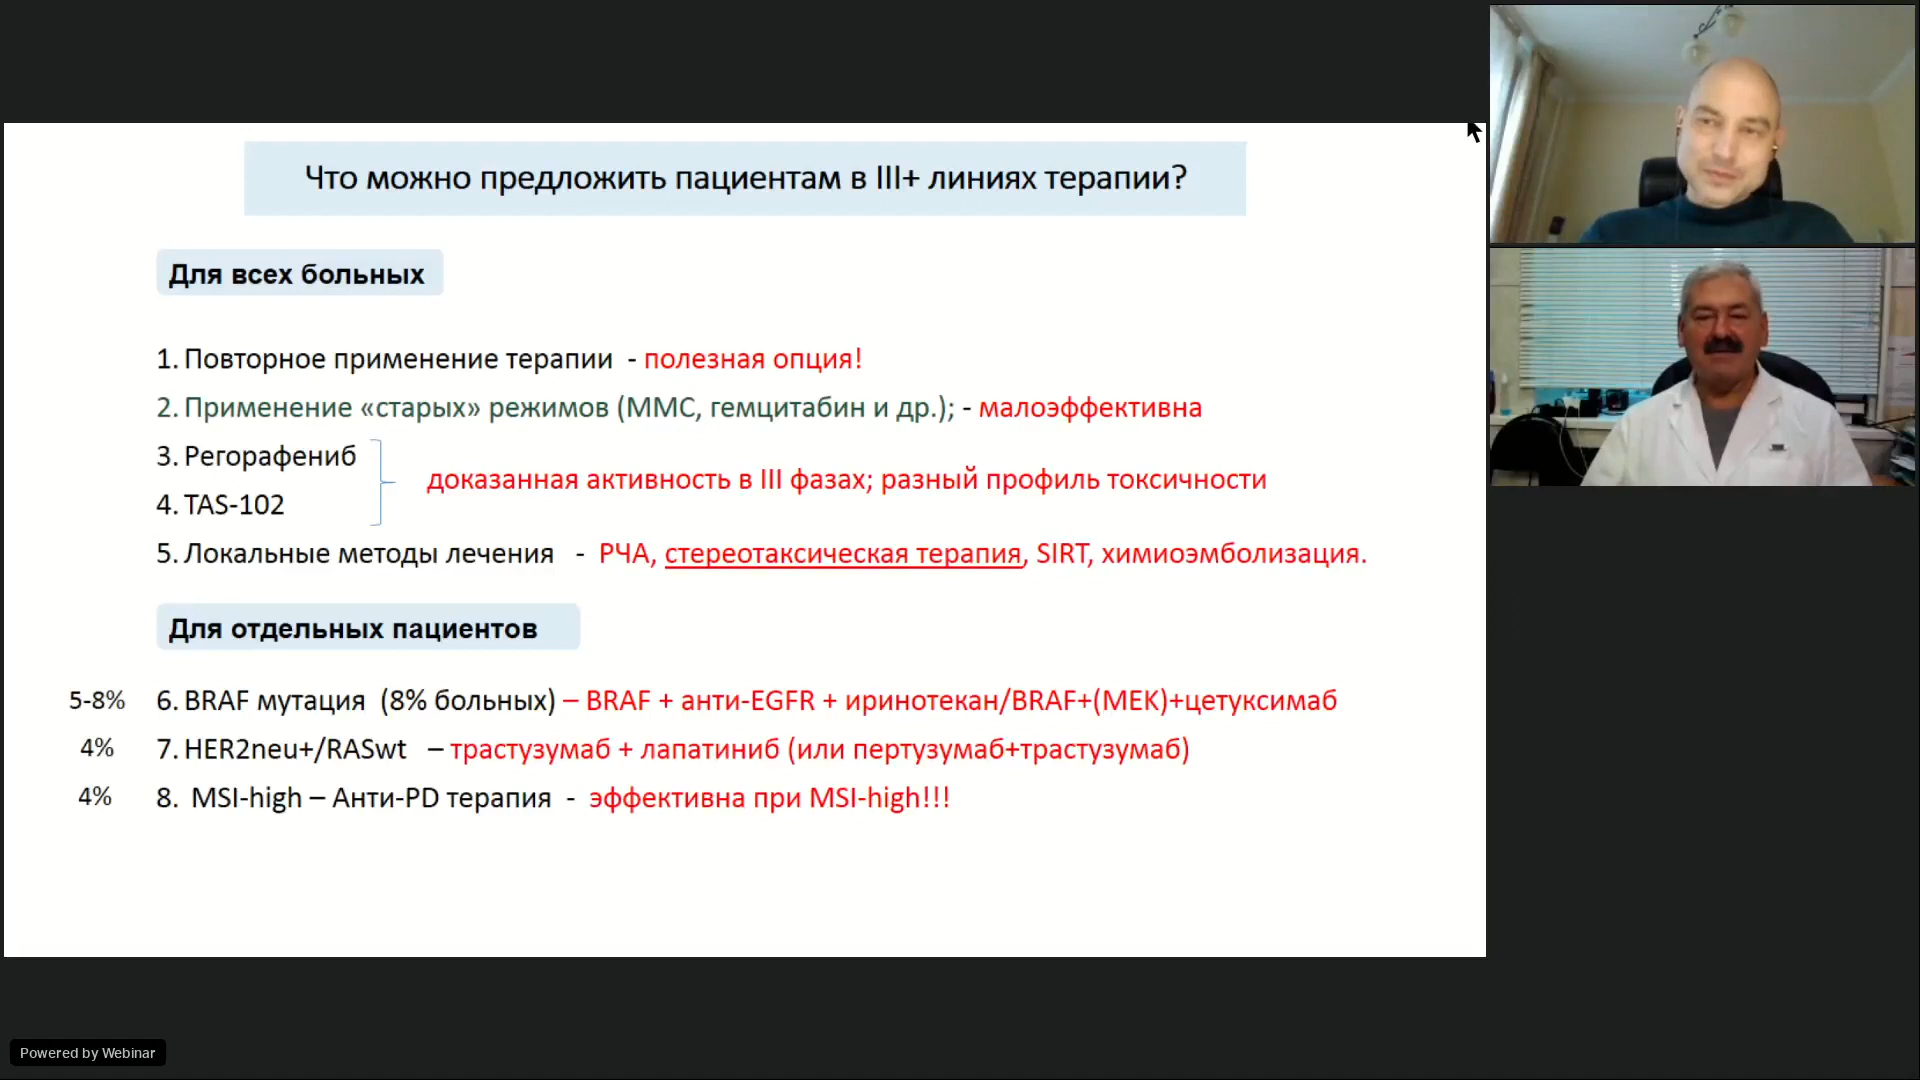 Что можно предложить пациентам в III+ линиях терапии?
Для всех больных
1. Повторное применение терапии - полезная опция!
2. Применение «старых» режимов (ММС, гемцитабин и др.); - малоэффективна
3. Регорафениб
доказанная активность в III фазах; разный профиль токсичности
4. TAS-102
5. Локальные методы лечения - РЧА, стереотаксическая терапия, SIRT, химиоэмболизация.
Для отдельных пациентов
5-8% 6. BRAF мутация (8% больных) – BRAF + анти-EGFR + иринотекан/BRAF+(MEK)+цетуксимаб
4% 7. HER2neu+/RASwt – трастузумаб + лапатиниб (или пертузумаб+трастузумаб)
4% 8. MSI-high – Анти-PD терапия - эффективна при MSI-high!!!
Powered by Webinar